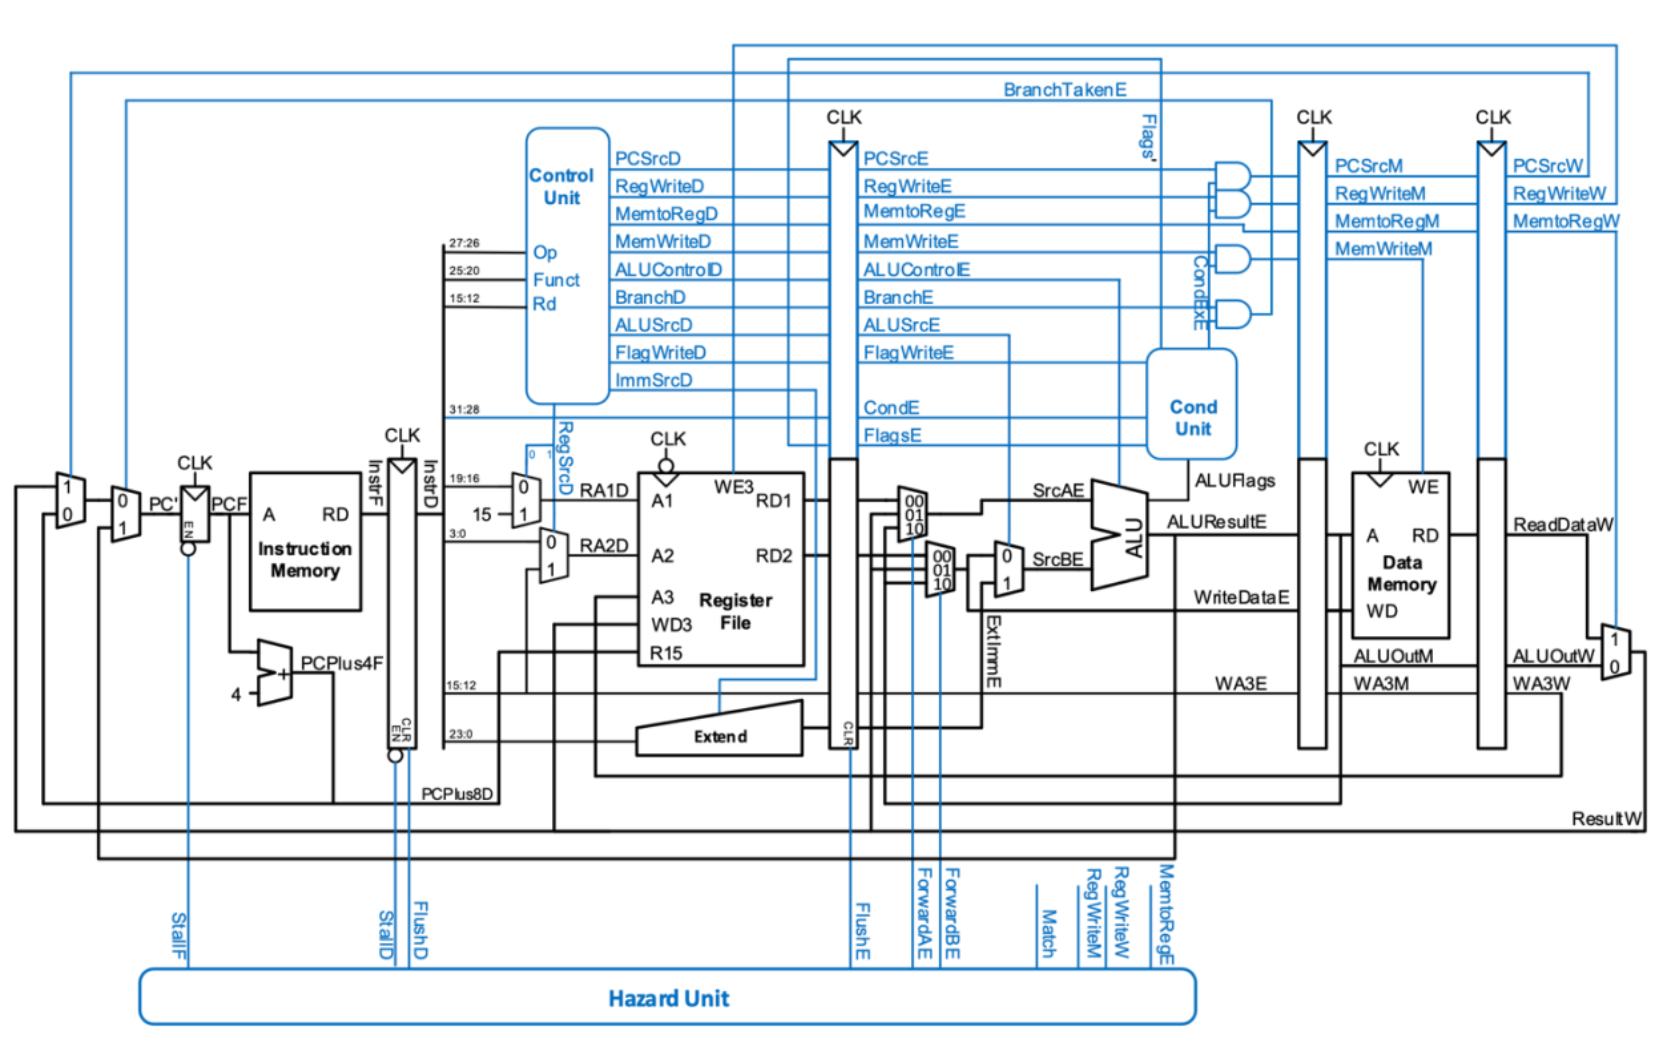 BranchTakenE
CLK
CLK
CLK
Flags'
Control
Unit
PCSrcD
PCSrcE
PCSrcM
PCSrcW
RegWriteD
RegWriteE
RegWriteM
RegWriteW
MemtoRegD
MemtoRegE
MemtoRegM
MemtoRegW
27:26
Op
MemWriteD
MemWriteE
MemWriteM
25:20
Funct
ALUControlD
ALUControlE
CondExE
15:12
Rd
BranchD
BranchE
ALUSrcD
ALUSrcE
FlagWriteD
FlagWriteE
ImmSrcD
31:28
CondE
Cond
Unit
FlagsE
CLK
CLK
CLK
CLK
RegSrcD
0 1
InstrF
InstrD
19:16
0
1
15
RA1D
A1
WE3
RD1
00
01
10
SrcAE
ALUFlags
WE
1
0
0
1
PC'
PCF
EN
A
RD
Instruction
Memory
3:0
0
1
RA2D
A2
RD2
00
01
10
0
1
SrcBE
ALU
ALUResultE
A
RD
Data
Memory
WD
ReadDataW
A3
WD3
R15
Register
File
WriteDataE
ExtImmE
1
0
PCPlus4F
+
4
ALUOutM
ALUOutW
15:12
WA3E
WA3M
WA3W
EN
CLR
23:0
Extend
CLR
PCPlus8D
ResultW
StallF
StallD
FlushD
FlushE
ForwardAE
ForwardBE
Match
RegWriteM
RegWriteW
MemtoRegE
Hazard Unit